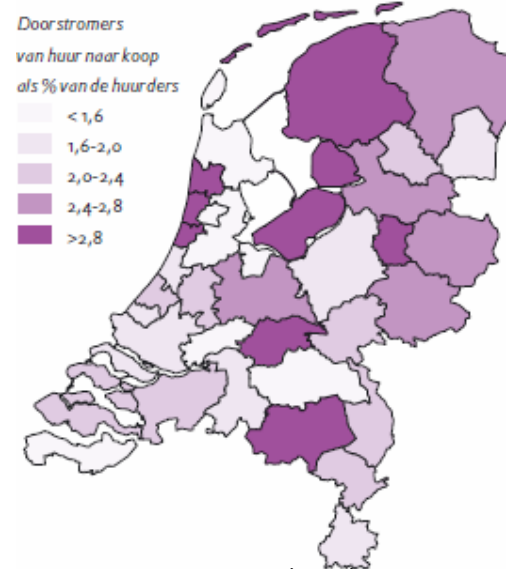 Doorstromers
van huur naar koop
als % van de huurders
< 1,6
1,6-2,0
2,0-2,4
2,4-2,8
>2,8